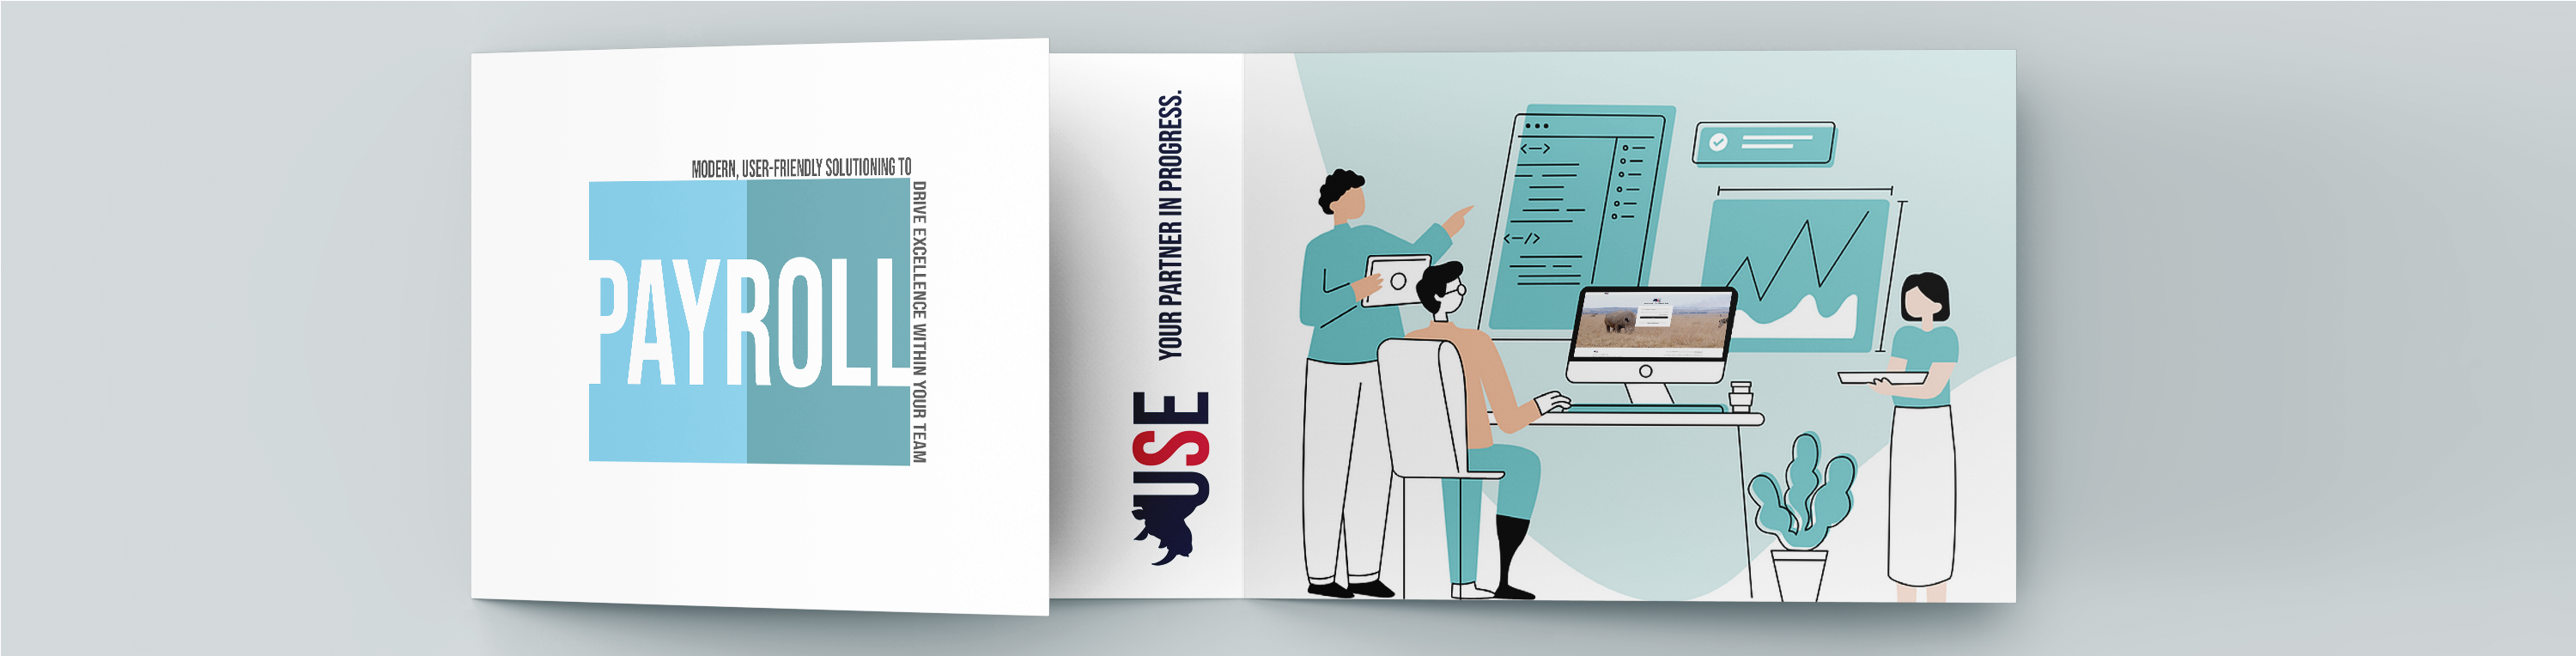 MODERN, USER-FRIENDLY SOLUTIONING TO
DRIVE EXCELLENCE WITHIN YOUR TEAM
PAYROLL
USE
YOUR PARTNER IN PROGRESS.